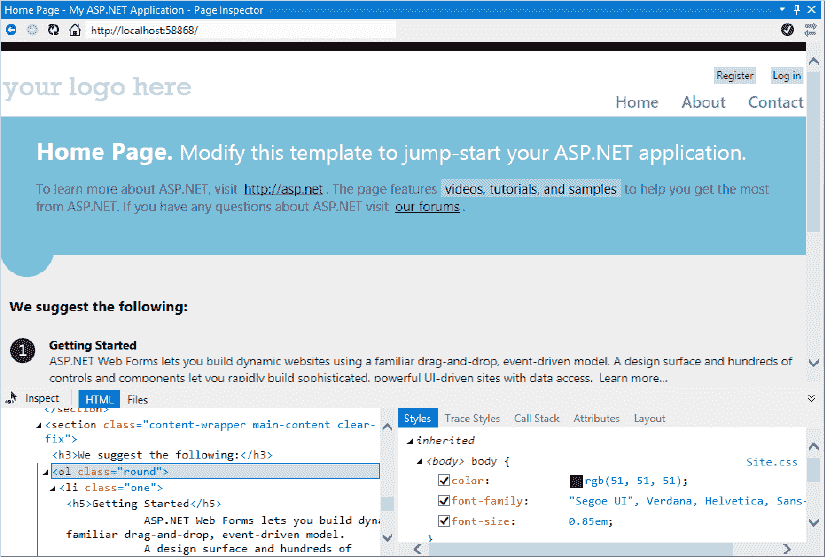 Home Page - My ASP.NET Application - Page Inspector
http://localhost:58868/
Register Log in
your logo here
Home About Contact
Home Page. Modify this template to jump-start your ASP.NET application.
To learn more about ASP.NET, visit http://asp.net . The page features videos, tutorials, and samples to help you get the most
from ASP.NET. If you have any questions about ASP.NET visit our forums .
We suggest the following:
1 Getting Started
ASP.NET Web Forms lets you build dynamic websites using a familiar drag-and-drop, event-driven model. A design surface and hundreds of
controls and components let you rapidly build sophisticated, powerful UI-driven sites with data access. Learn more...
Inspect HTML Files
</section>
<section class="content-wrapper main-content clear-
fix">
<h3>We suggest the following:</h3>
<ol class="round">
<li class="one">
<h5>Getting Started</h5>
ASP.NET Web Forms lets you build dyna
familiar drag-and-drop, event-driven model.
A design surface and hundreds of
Styles Trace Styles Call Stack Attributes Layout
inherited
<body> body { Site.css
color: rgb(51, 51, 51);
font-family: "Segoe UI", Verdana, Helvetica, Sans-
font-size: 0.85em;
}